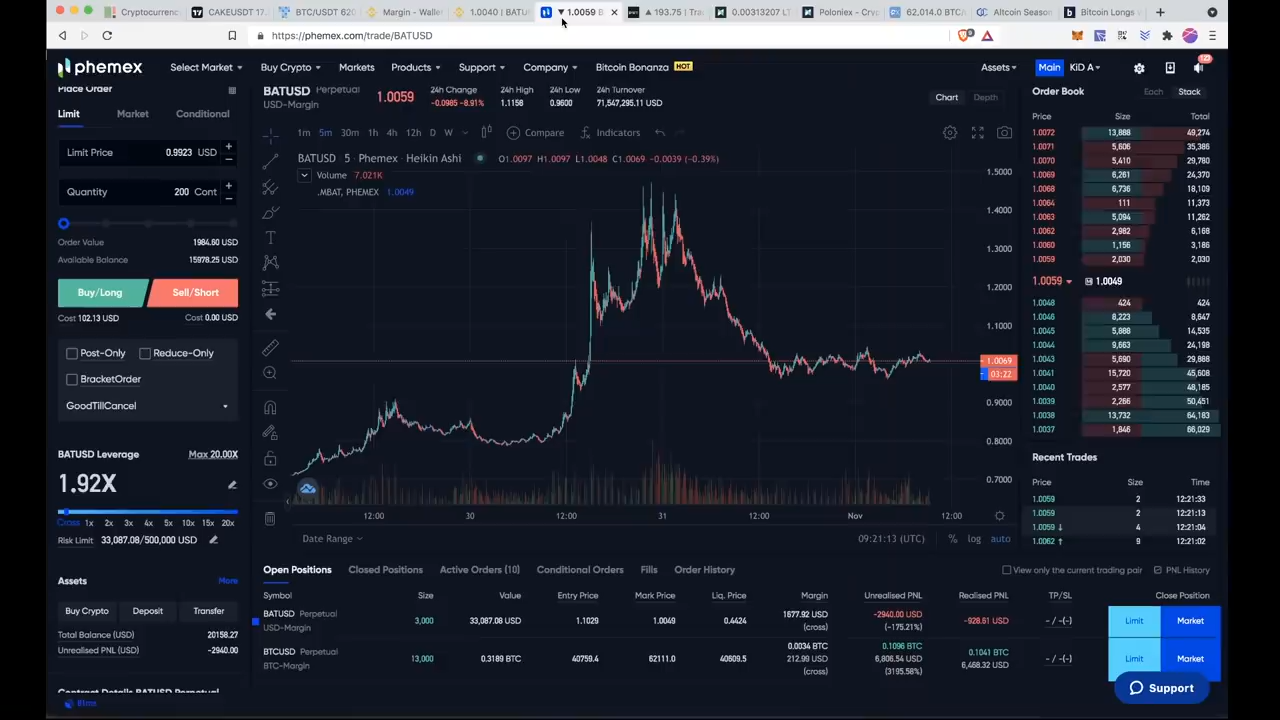 Cryptocurrenc
CAKEUSDT 17.
BTC/USDT 620
Margin - Walle
1.0040 | BATU
▼ 1.0059 B
▲ 193.75 | Tra
0.00313207 L
Poloniex - Cry
62,014.0 BTC/
Altcoin Season
Bitcoin Longs v
https://phemex.com/trade/BATUSD
phemex
Select Market
Buy Crypto
Markets
Products
Support
Company
Bitcoin Bonanza HOT
Assets
Main
KiD A
Place Order
Limit Market Conditional
Limit Price 0.9923 USD
Quantity 200 Cont
Order Value 1984.60 USD
Available Balance 15978.25 USD
Buy/Long Sell/Short
Cost 102.13 USD Cost 0.00 USD
Post-Only Reduce-Only
BracketOrder
GoodTillCancel
BATUSD Leverage Max 20.00X
1.92X
Cross 1x 2x 3x 4x 5x 10x 15x 20x
Risk Limit 33,087.08/500,000 USD
Assets More
Buy Crypto Deposit Transfer
Total Balance (USD) 20158.27
Unrealised PNL (USD) -2940.00
Contract Details BATUSD Perpetual
81ms
BATUSD Perpetual
USD-Margin
1.0059
24h Change
-0.0985 -8.91%
24h High
1.1158
24h Low
0.9600
24h Turnover
71,547,295.11 USD
Chart Depth
1m 5m 30m 1h 4h 12h D W
Compare
Indicators
BATUSD · 5 · Phemex · Heikin Ashi O1.0097 H1.0097 L1.0048 C1.0069 -0.0039 (-0.39%)
Volume 7.021K
.MBAT, PHEMEX 1.0049
1.5000
1.4000
1.3000
1.2000
1.1000
1.0069
03:22
0.9000
0.8000
0.7000
12:00 30 12:00 31 12:00 Nov 12:00
Date Range
09:21:13 (UTC) % log auto
Order Book Each Stack
Price Size Total
1.0072 13,888 49,274
1.0071 5,606 35,386
1.0070 5,410 29,780
1.0069 6,261 24,370
1.0068 6,736 18,109
1.0064 111 11,373
1.0063 5,094 11,262
1.0062 2,982 6,168
1.0060 1,156 3,186
1.0059 2,030 2,030
1.0059 M 1.0049
1.0048 424 424
1.0046 8,223 8,647
1.0045 5,888 14,535
1.0044 9,663 24,198
1.0043 5,690 29,888
1.0041 15,720 45,608
1.0040 2,577 48,185
1.0039 2,266 50,451
1.0038 13,732 64,183
1.0037 1,846 66,029
Recent Trades
Price Size Time
1.0059 2 12:21:33
1.0059 2 12:21:13
1.0059 ↓ 4 12:21:04
1.0062 ↑ 9 12:21:02
Open Positions Closed Positions Active Orders (10) Conditional Orders Fills Order History
View only the current trading pair PNL History
Symbol Size Value Entry Price Mark Price Liq. Price Margin Unrealised PNL Realised PNL TP/SL Close Position
BATUSD Perpetual
USD-Margin
3,000 33,087.08 USD 1.1029 1.0049 0.4424
1677.92 USD
(cross)
-2940.00 USD
(-175.21%)
-928.61 USD - / -(-) Limit Market
BTCUSD Perpetual
BTC-Margin
13,000 0.3189 BTC 40759.4 62111.0 40609.5
0.0034 BTC
212.99 USD
(cross)
0.1096 BTC
6,806.54 USD
(3195.58%)
0.1041 BTC
6,468.32 USD
- / -(-) Limit Market
Support